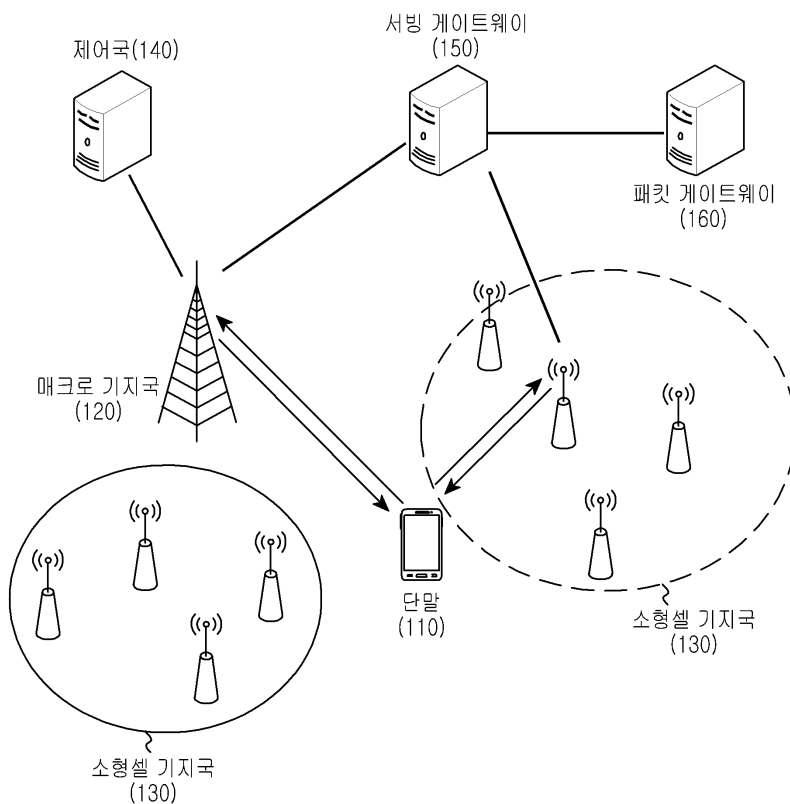 서빙 게이트웨이
(150)
제어국(140)
패킷 게이트웨이
(160)
매크로 기지국
(120)
단말
(110)
소형셀 기지국
(130)
소형셀 기지국
(130)